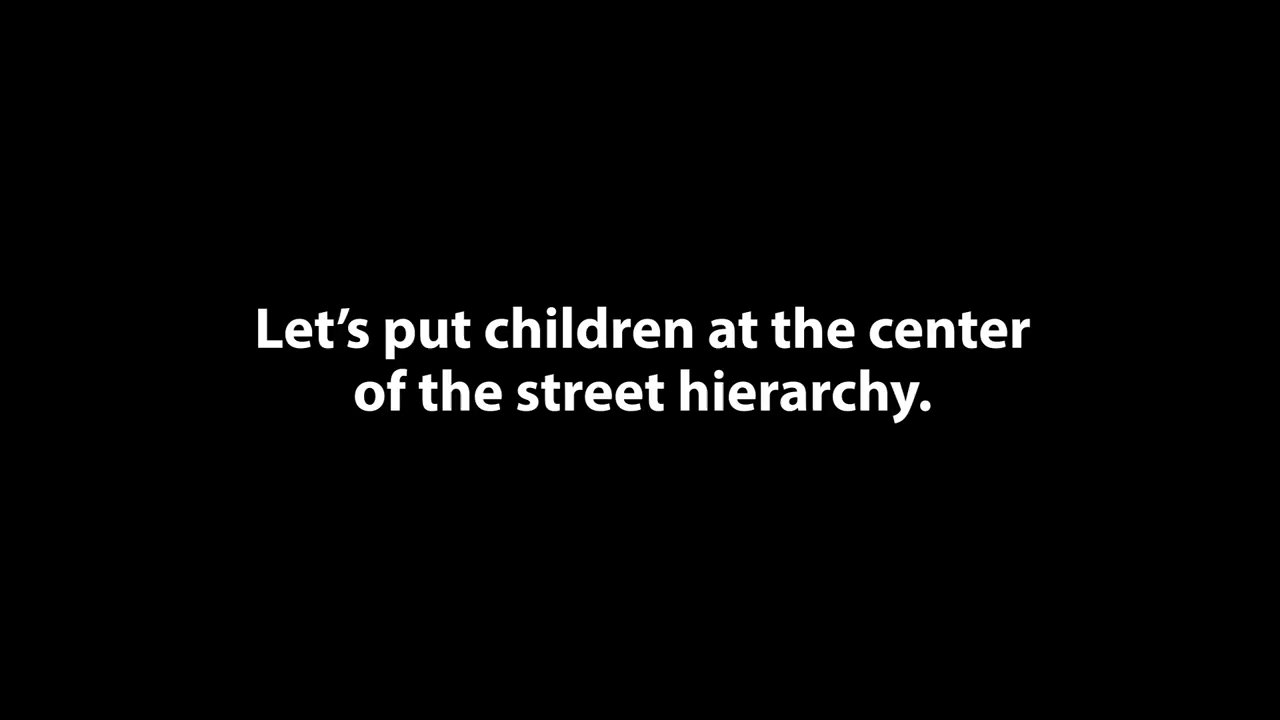 Let’s put children at the center
of the street hierarchy.